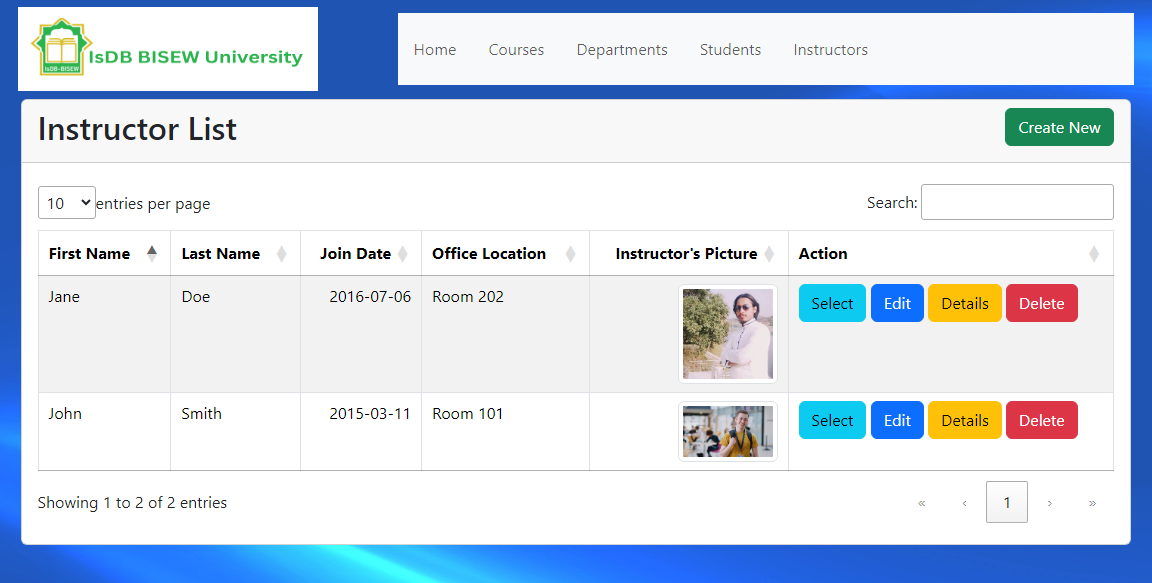 IsDB BISEW University
IsDB-BISEW
Home Courses Departments Students Instructors
Instructor List
Create New
10 entries per page
Search:
First Name Last Name Join Date Office Location Instructor's Picture Action
Jane Doe 2016-07-06 Room 202 Select Edit Details Delete
John Smith 2015-03-11 Room 101 Select Edit Details Delete
Showing 1 to 2 of 2 entries
« ‹ 1 › »